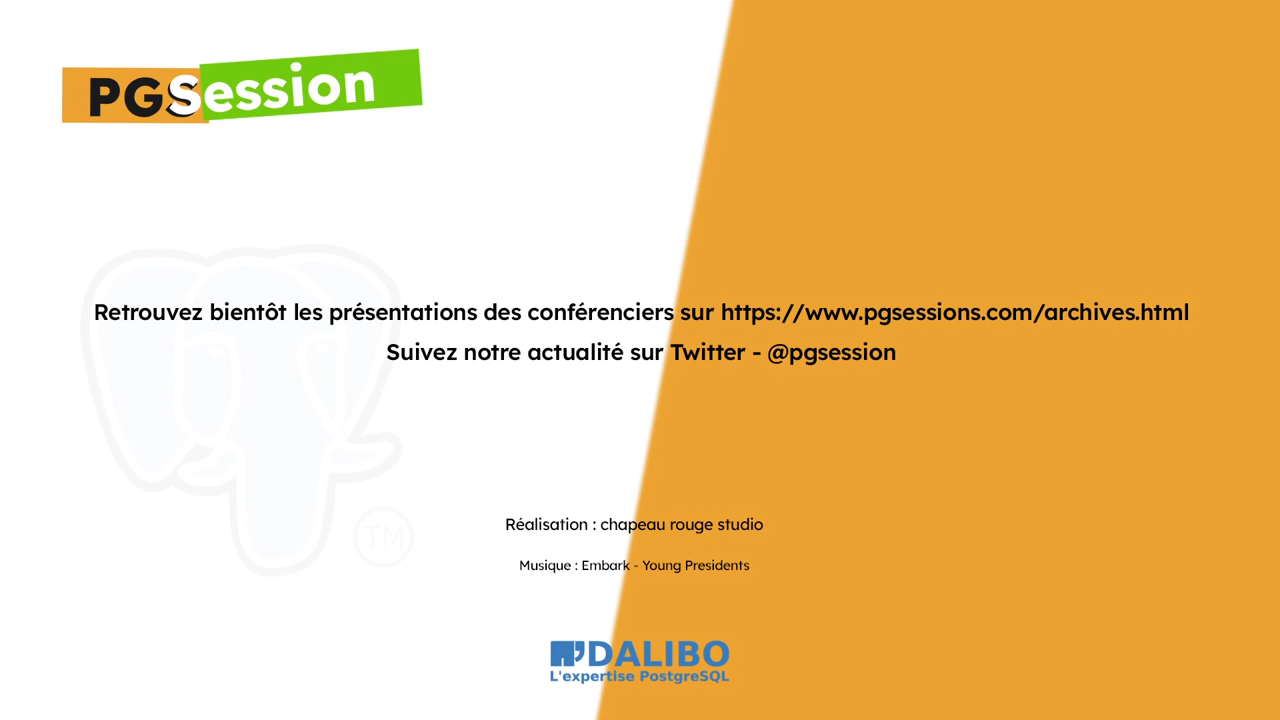 PGSession
Retrouvez bientôt les présentations des conférenciers sur https://www.pgsessions.com/archives.html
Suivez notre actualité sur Twitter - @pgsession
TM
Réalisation : chapeau rouge studio
Musique : Embark - Young Presidents
DALIBO
L'expertise PostgreSQL